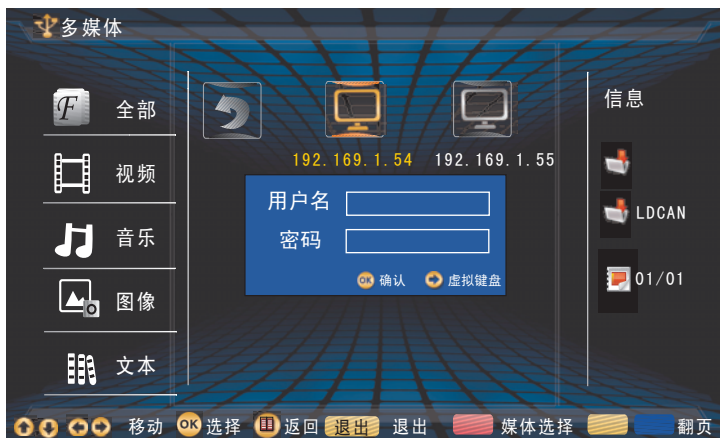 多媒体
F 全部
视频
音乐
图像
文本
192.169.1.54 192.169.1.55
用户名
密码
OK 确认 虚拟键盘
信息
LDCAN
01/01
移动 OK 选择 返回 退出 退出 媒体选择 翻页